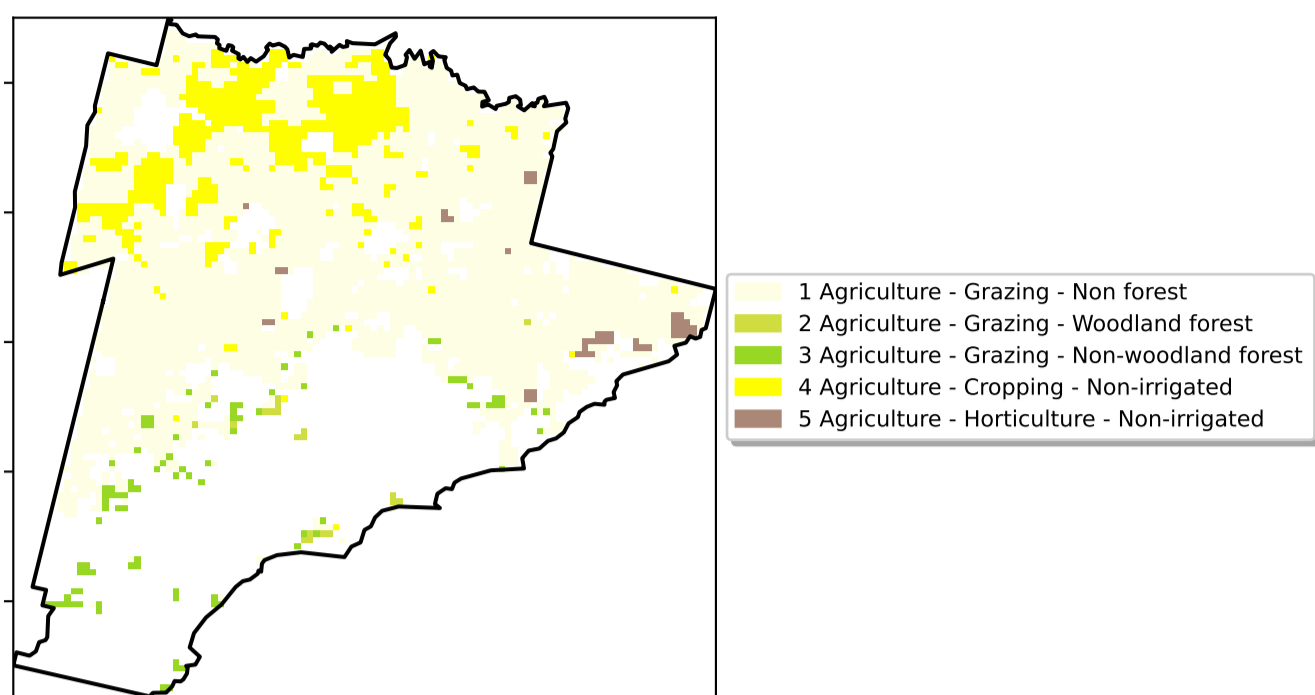 1 Agriculture - Grazing - Non forest
2 Agriculture - Grazing - Woodland forest
3 Agriculture - Grazing - Non-woodland forest
4 Agriculture - Cropping - Non-irrigated
5 Agriculture - Horticulture - Non-irrigated